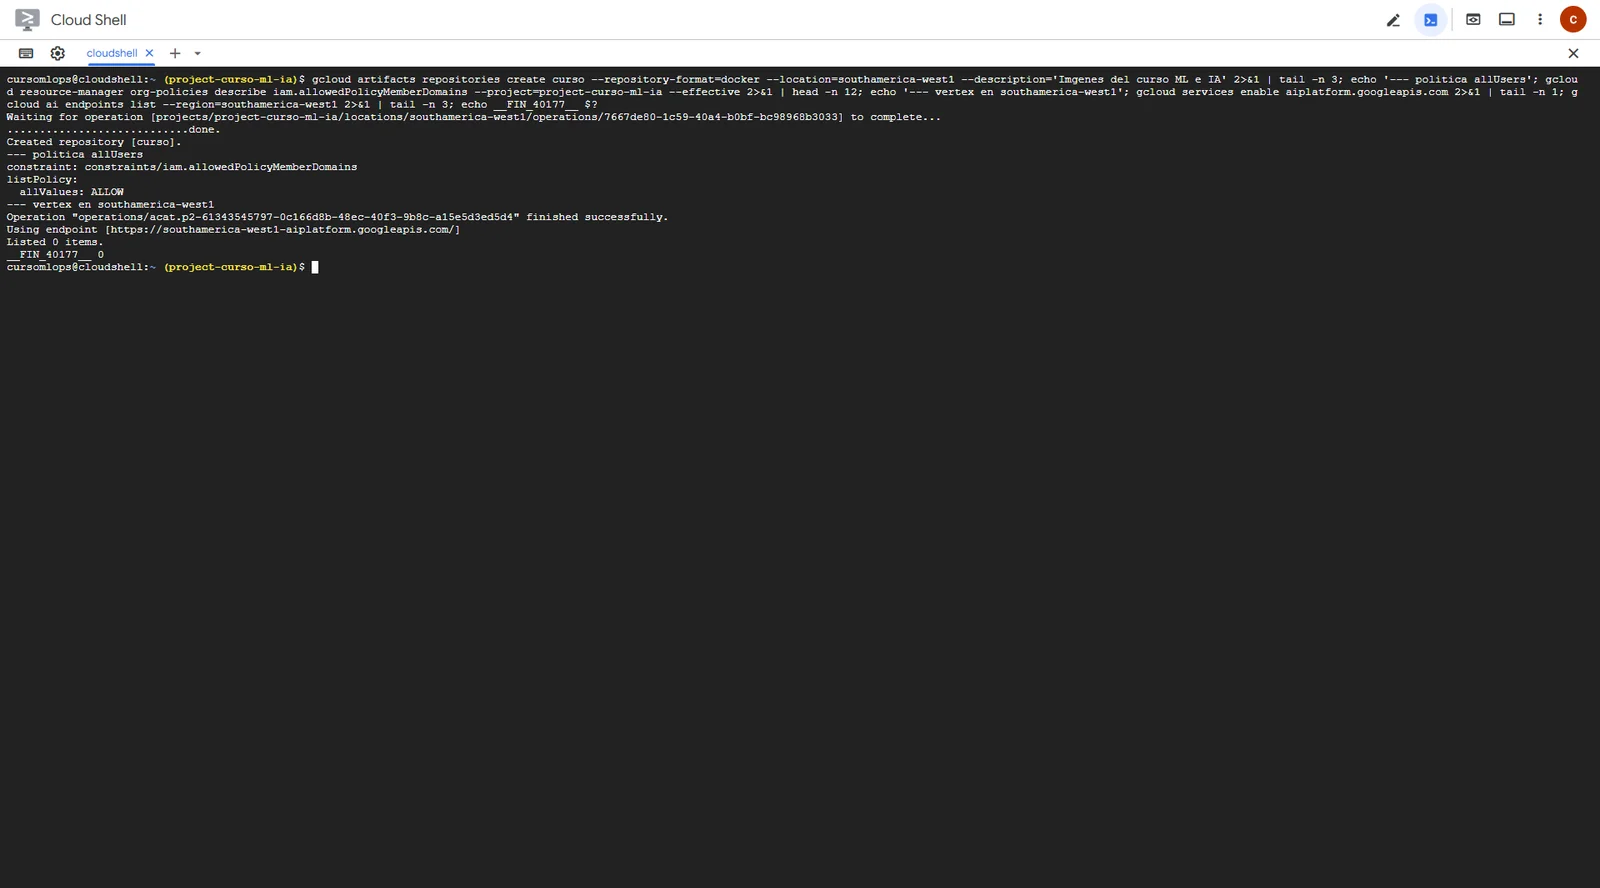 Cloud Shell
C
cloudshell
cursomlops@cloudshell:~ (project-curso-ml-ia)$ gcloud artifacts repositories create curso --repository-format=docker --location=southamerica-west1 --description='Imgenes del curso ML e IA' 2>&1 | tail -n 3; echo '--- politica allUsers'; gclou
d resource-manager org-policies describe iam.allowedPolicyMemberDomains --project=project-curso-ml-ia --effective 2>&1 | head -n 12; echo '--- vertex en southamerica-west1'; gcloud services enable aiplatform.googleapis.com 2>&1 | tail -n 1; g
cloud ai endpoints list --region=southamerica-west1 2>&1 | tail -n 3; echo __FIN_40177__ $?
Waiting for operation [projects/project-curso-ml-ia/locations/southamerica-west1/operations/7667de80-1c59-40a4-b0bf-bc98968b3033] to complete...
............................done.
Created repository [curso].
--- politica allUsers
constraint: constraints/iam.allowedPolicyMemberDomains
listPolicy:
  allValues: ALLOW
--- vertex en southamerica-west1
Operation "operations/acat.p2-61343545797-0c166d8b-48ec-40f3-9b8c-a15e5d3ed5d4" finished successfully.
Using endpoint [https://southamerica-west1-aiplatform.googleapis.com/]
Listed 0 items.
__FIN_40177__ 0
cursomlops@cloudshell:~ (project-curso-ml-ia)$